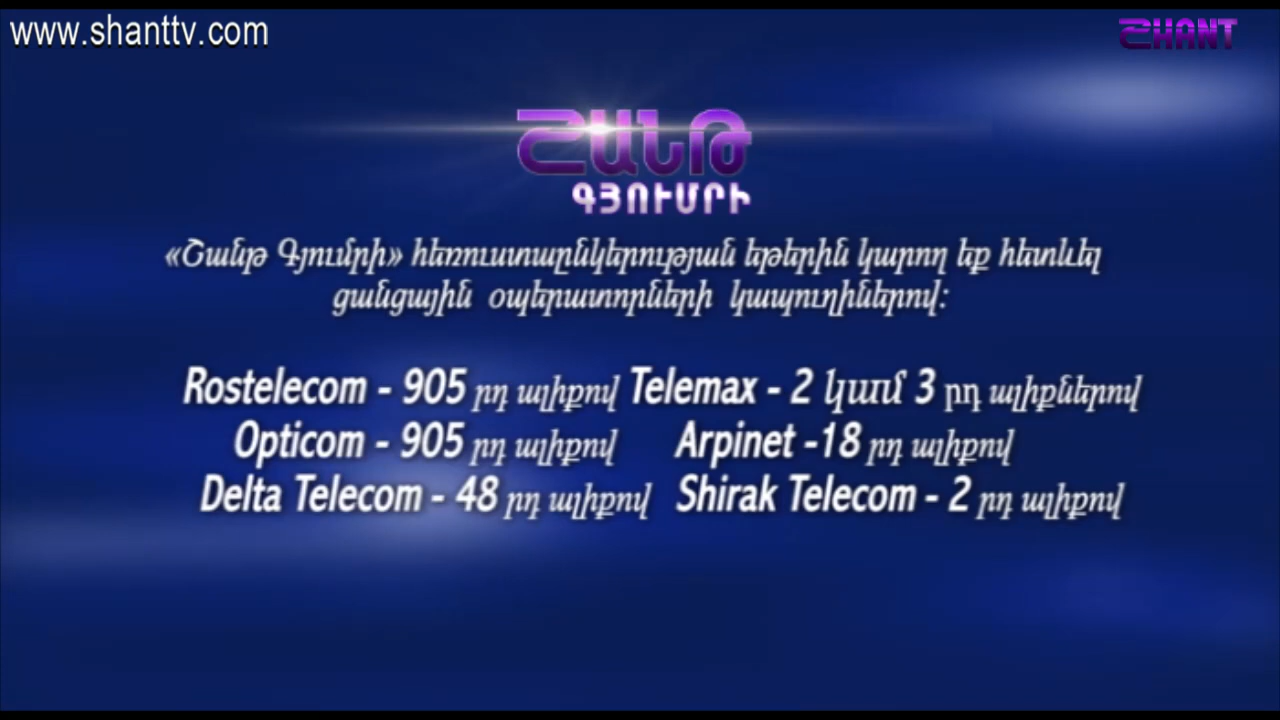 www.shanttv.com
SHANT
ՇԱՆԹ
ԳՅՈՒՄՐԻ
«Շանթ Գյումրի» հեռուստաընկերության եթերին կարող եք հետևել
ցանցային օպերատորների կապուղիներով:
Rostelecom - 905 րդ ալիքով Telemax - 2 կամ 3 րդ ալիքներով
Opticom - 905 րդ ալիքով Arpinet -18 րդ ալիքով
Delta Telecom - 48 րդ ալիքով Shirak Telecom - 2 րդ ալիքով